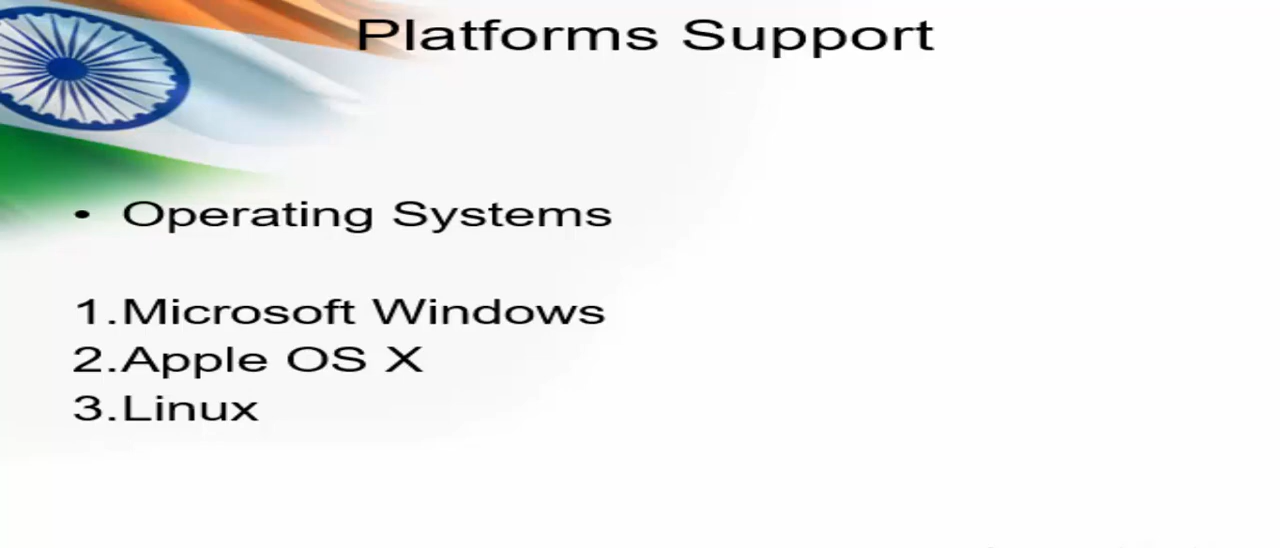 Platforms Support
• Operating Systems
1.Microsoft Windows
2.Apple OS X
3.Linux